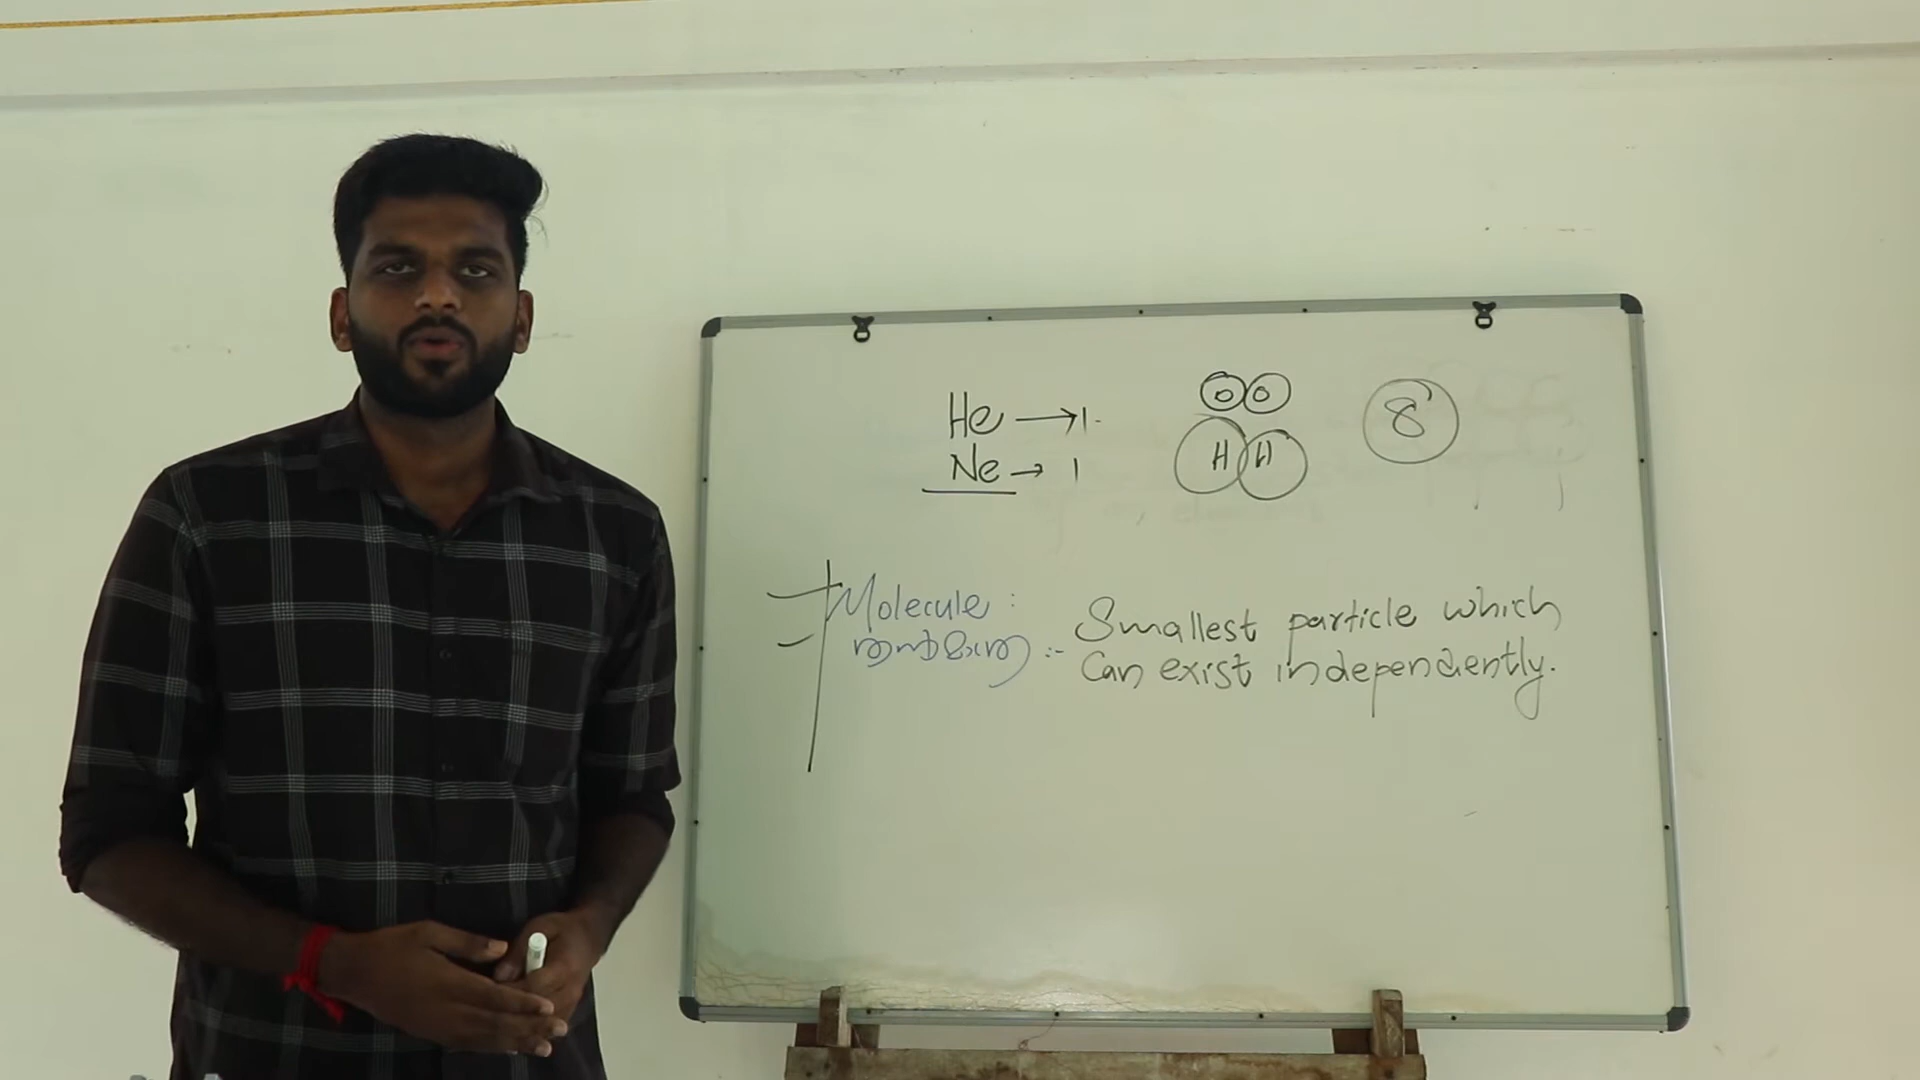 He → 1
Ne → 1
O O
H H
8
Molecule :
തന്മാത്ര :- Smallest particle which
Can exist independently.